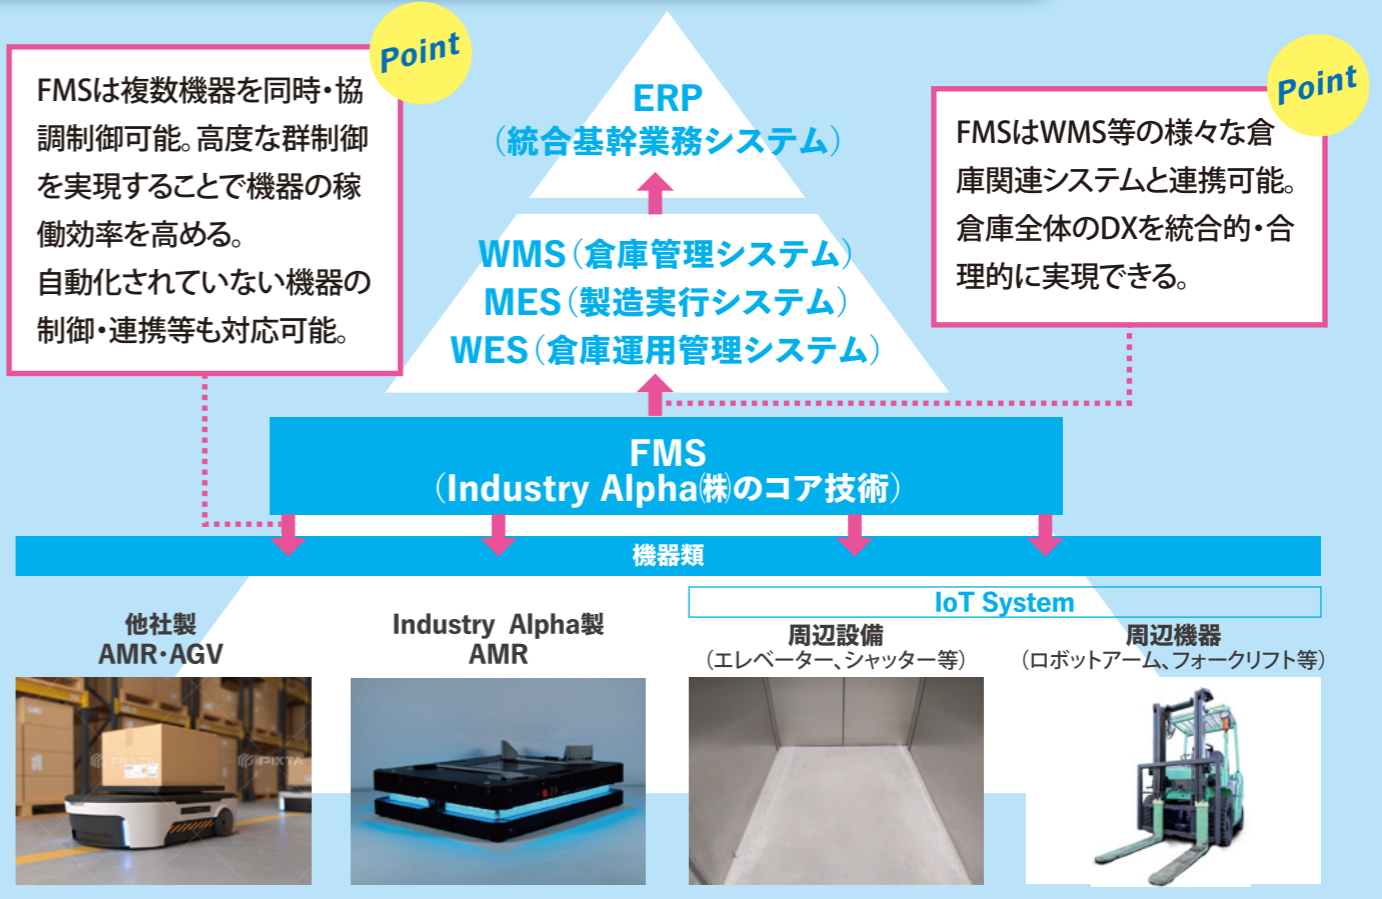 Point
FMSは複数機器を同時・協
調制御可能。高度な群制御
を実現することで機器の稼
働効率を高める。
自動化されていない機器の
制御・連携等も対応可能。
ERP
（統合基幹業務システム）
Point
FMSはWMS等の様々な倉
庫関連システムと連携可能。
倉庫全体のDXを統合的・合
理的に実現できる。
WMS（倉庫管理システム）
MES（製造実行システム）
WES（倉庫運用管理システム）
FMS
（Industry Alpha㈱のコア技術）
機器類
他社製
AMR・AGV
Industry Alpha製
AMR
IoT System
周辺設備
（エレベーター、シャッター等）
周辺機器
（ロボットアーム、フォークリフト等）
PIXTA
PIXTA